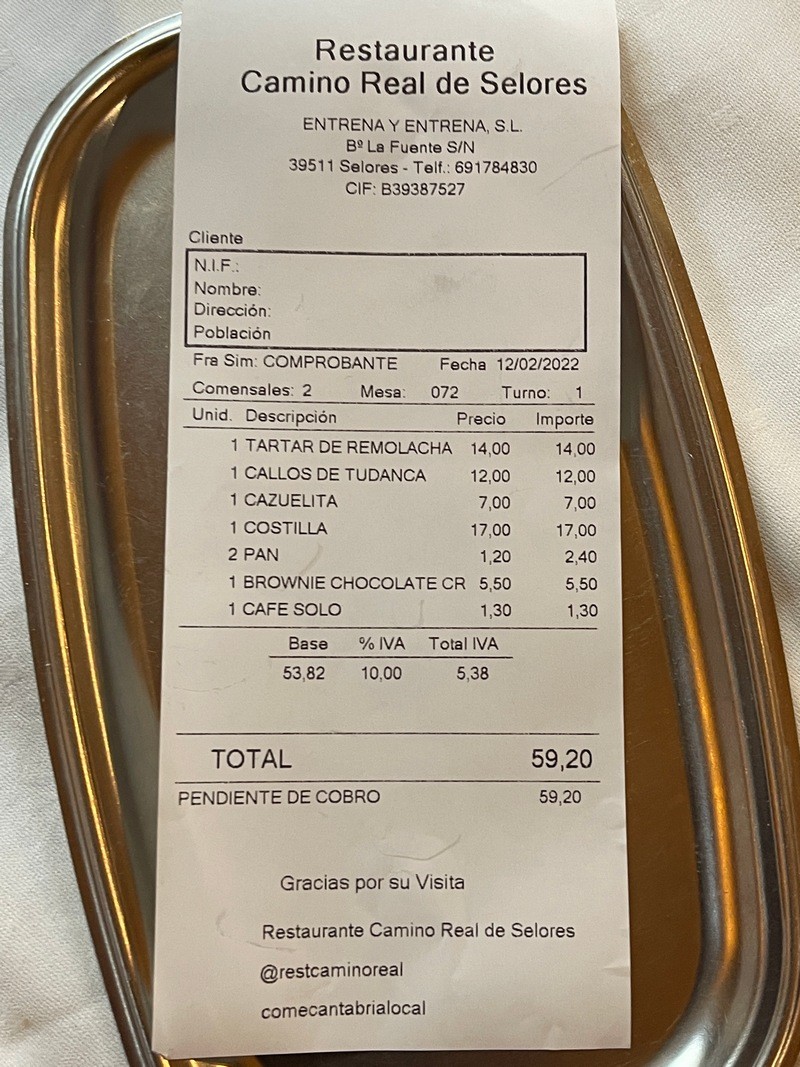 Restaurante
Camino Real de Selores
ENTRENA Y ENTRENA, S.L.
Bº La Fuente S/N
39511 Selores - Telf.: 691784830
CIF: B39387527
Cliente
N.I.F.:
Nombre:
Dirección:
Población
Fra Sim: COMPROBANTE Fecha 12/02/2022
Comensales: 2 Mesa: 072 Turno: 1
Unid. Descripción Precio Importe
1 TARTAR DE REMOLACHA 14,00 14,00
1 CALLOS DE TUDANCA 12,00 12,00
1 CAZUELITA 7,00 7,00
1 COSTILLA 17,00 17,00
2 PAN 1,20 2,40
1 BROWNIE CHOCOLATE CR 5,50 5,50
1 CAFE SOLO 1,30 1,30
Base % IVA Total IVA
53,82 10,00 5,38
TOTAL 59,20
PENDIENTE DE COBRO 59,20
Gracias por su Visita
Restaurante Camino Real de Selores
@restcaminoreal
comecantabrialocal